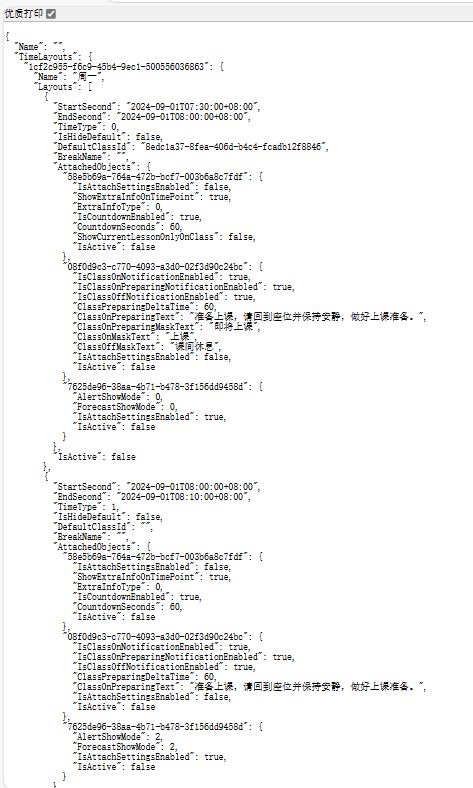 优质打印
{
"Name": "",
"TimeLayouts": {
"1cf2c955-f6c9-45b4-9ec1-500556036863": {
"Name": "周一",
"Layouts": [
{
"StartSecond": "2024-09-01T07:30:00+08:00",
"EndSecond": "2024-09-01T08:00:00+08:00",
"TimeType": 0,
"IsHideDefault": false,
"DefaultClassId": "8edc1a37-8fea-406d-b4c4-fcadb12f8846",
"BreakName": "",
"AttachedObjects": {
"58e5b69a-764a-472b-bcf7-003b6a8c7fdf": {
"IsAttachSettingsEnabled": false,
"ShowExtraInfoOnTimePoint": true,
"ExtraInfoType": 0,
"IsCountdownEnabled": true,
"CountdownSeconds": 60,
"ShowCurrentLessonOnlyOnClass": false,
"IsActive": false
},
"08f0d9c3-c770-4093-a3d0-02f3d90c24bc": {
"IsClassOnNotificationEnabled": true,
"IsClassOnPreparingNotificationEnabled": true,
"IsClassOffNotificationEnabled": true,
"ClassPreparingDeltaTime": 60,
"ClassOnPreparingText": "准备上课，请回到座位并保持安静，做好上课准备。",
"ClassOnPreparingMaskText": "即将上课",
"ClassOnMaskText": "上课",
"ClassOffMaskText": "课间休息",
"IsAttachSettingsEnabled": false,
"IsActive": false
},
"7625de96-38aa-4b71-b478-3f156dd9458d": {
"AlertShowMode": 0,
"ForecastShowMode": 0,
"IsAttachSettingsEnabled": true,
"IsActive": false
}
},
"IsActive": false
},
{
"StartSecond": "2024-09-01T08:00:00+08:00",
"EndSecond": "2024-09-01T08:10:00+08:00",
"TimeType": 1,
"IsHideDefault": false,
"DefaultClassId": "",
"BreakName": "",
"AttachedObjects": {
"58e5b69a-764a-472b-bcf7-003b6a8c7fdf": {
"IsAttachSettingsEnabled": false,
"ShowExtraInfoOnTimePoint": true,
"ExtraInfoType": 0,
"IsCountdownEnabled": true,
"CountdownSeconds": 60,
"IsActive": false
},
"08f0d9c3-c770-4093-a3d0-02f3d90c24bc": {
"IsClassOnNotificationEnabled": true,
"IsClassOnPreparingNotificationEnabled": true,
"IsClassOffNotificationEnabled": true,
"ClassPreparingDeltaTime": 60,
"ClassOnPreparingText": "准备上课，请回到座位并保持安静，做好上课准备。",
"IsAttachSettingsEnabled": false,
"IsActive": false
},
"7625de96-38aa-4b71-b478-3f156dd9458d": {
"AlertShowMode": 2,
"ForecastShowMode": 2,
"IsAttachSettingsEnabled": true,
"IsActive": false
}
}